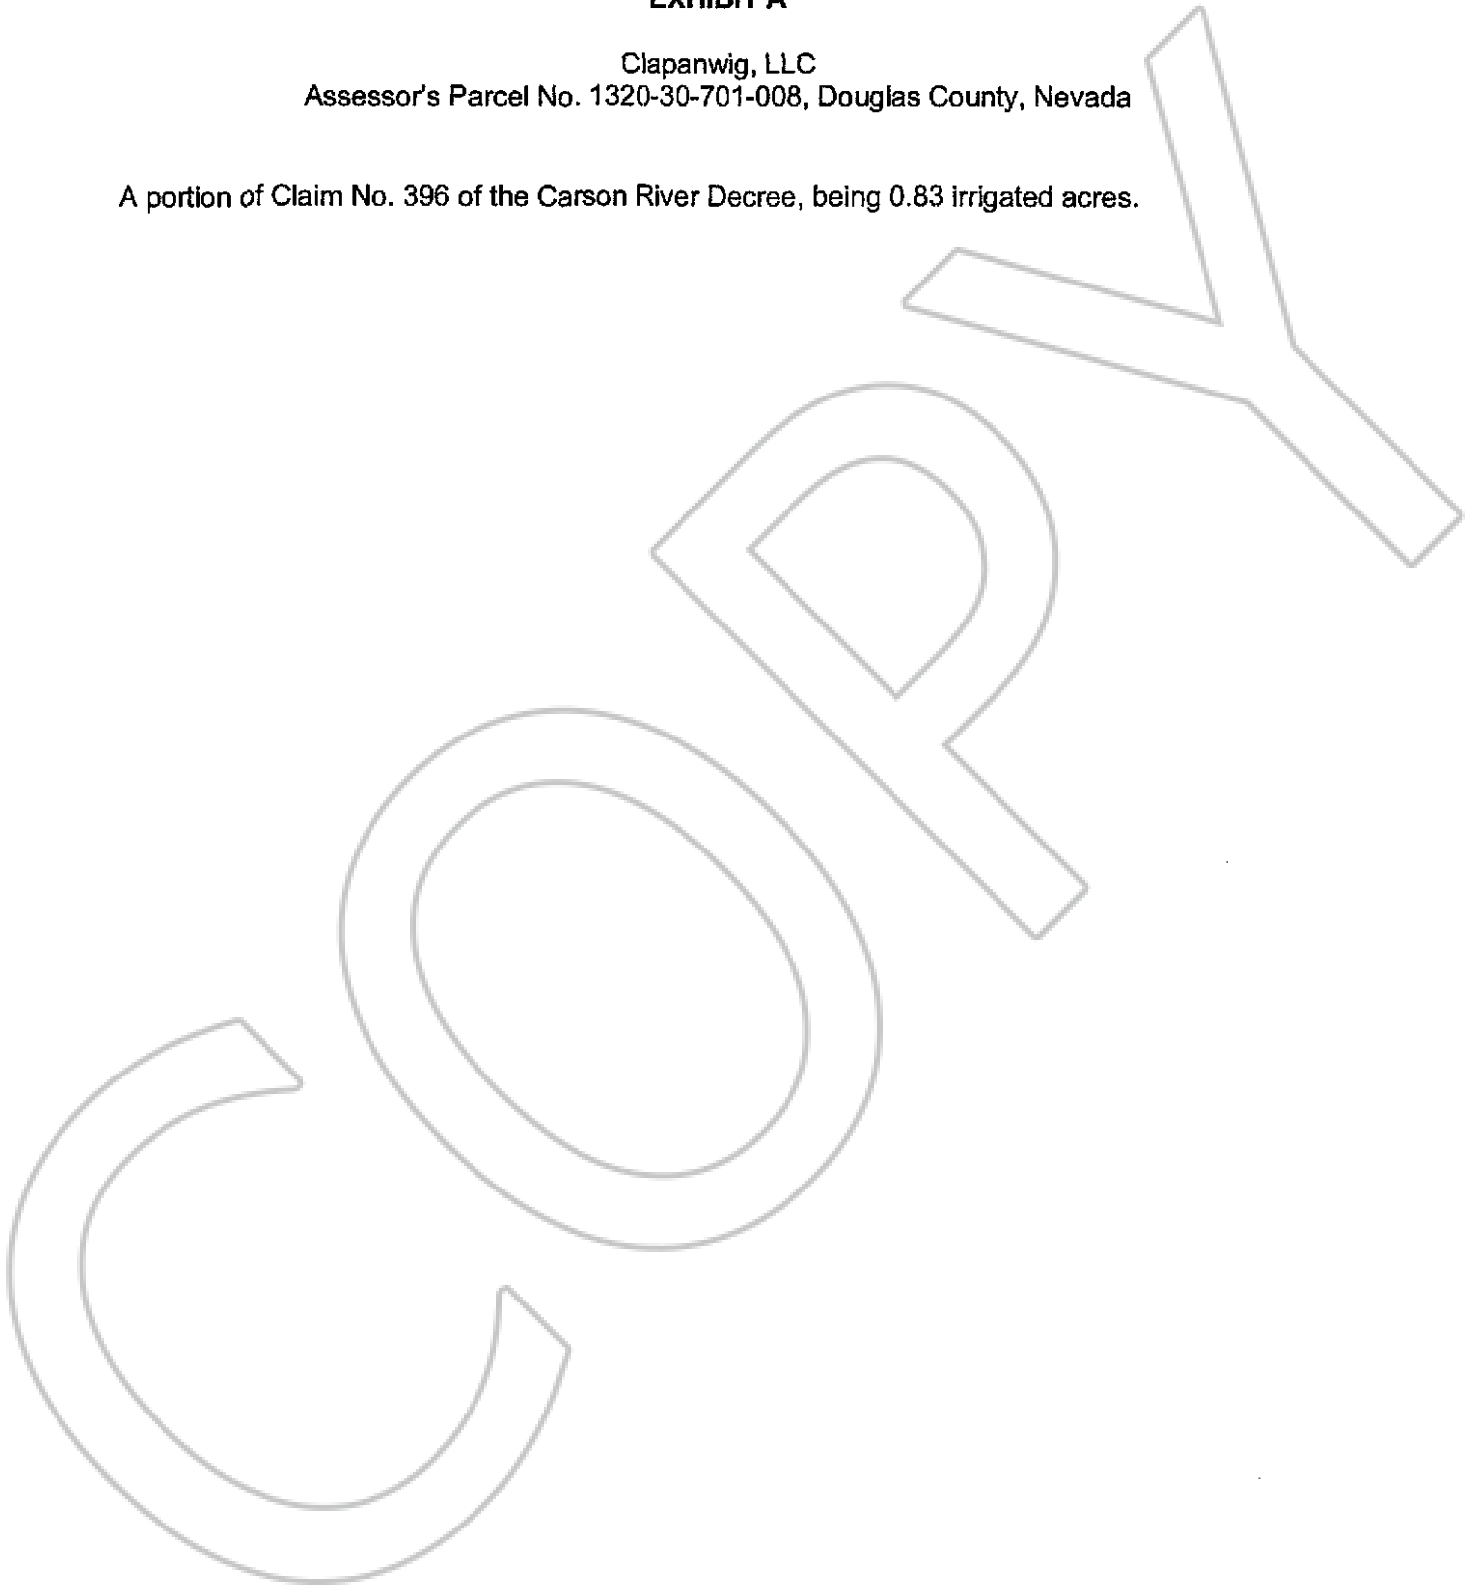 EXHIBIT A
Clapanwig, LLC
Assessor's Parcel No. 1320-30-701-008, Douglas County, Nevada
A portion of Claim No. 396 of the Carson River Decree, being 0.83 irrigated acres.
COPY